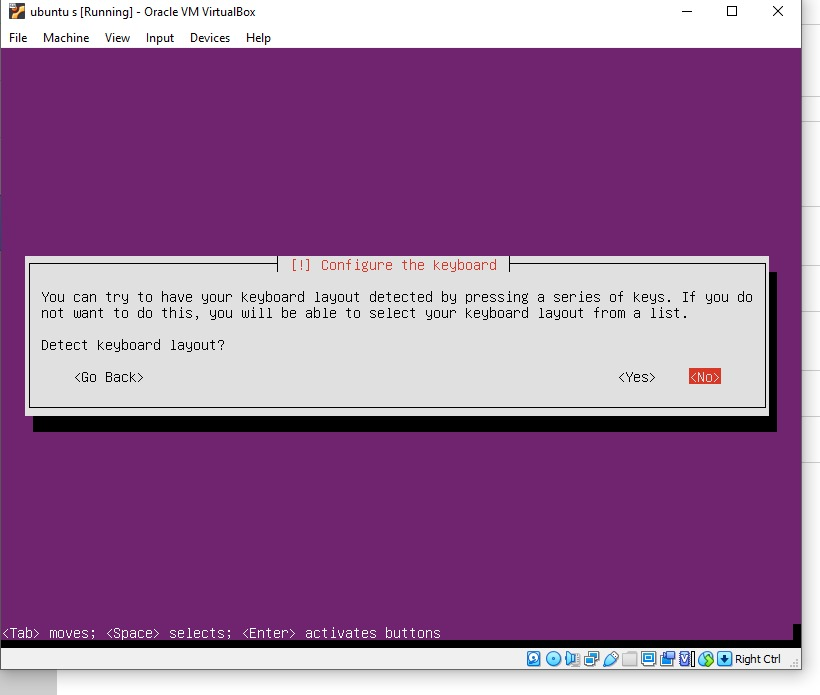 ubuntu s [Running] - Oracle VM VirtualBox
File Machine View Input Devices Help
[!] Configure the keyboard
You can try to have your keyboard layout detected by pressing a series of keys. If you do
not want to do this, you will be able to select your keyboard layout from a list.
Detect keyboard layout?
<Go Back> <Yes> <No>
<Tab> moves; <Space> selects; <Enter> activates buttons
Right Ctrl